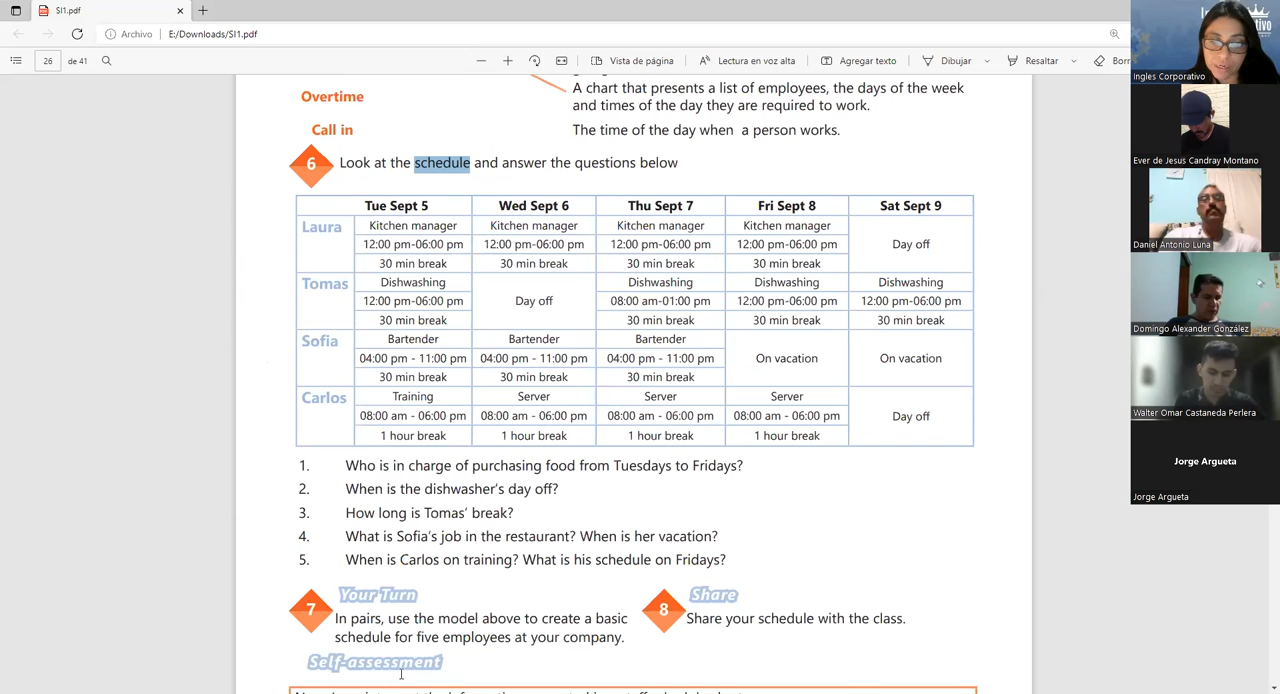 SI1.pdf
Archivo
E:/Downloads/SI1.pdf
26 de 41
Vista de página
Lectura en voz alta
Agregar texto
Dibujar
Resaltar
Borr
A chart that presents a list of employees, the days of the week
Overtime
and times of the day they are required to work.
Call in
The time of the day when a person works.
6 Look at the schedule and answer the questions below
Tue Sept 5 Wed Sept 6 Thu Sept 7 Fri Sept 8 Sat Sept 9
Laura Kitchen manager Kitchen manager Kitchen manager Kitchen manager
12:00 pm-06:00 pm 12:00 pm-06:00 pm 12:00 pm-06:00 pm 12:00 pm-06:00 pm Day off
30 min break 30 min break 30 min break 30 min break
Tomas Dishwashing Dishwashing Dishwashing Dishwashing
12:00 pm-06:00 pm Day off 08:00 am-01:00 pm 12:00 pm-06:00 pm 12:00 pm-06:00 pm
30 min break 30 min break 30 min break 30 min break
Sofia Bartender Bartender Bartender
04:00 pm - 11:00 pm 04:00 pm - 11:00 pm 04:00 pm - 11:00 pm On vacation On vacation
30 min break 30 min break 30 min break
Carlos Training Server Server Server
08:00 am - 06:00 pm 08:00 am - 06:00 pm 08:00 am - 06:00 pm 08:00 am - 06:00 pm Day off
1 hour break 1 hour break 1 hour break 1 hour break
1. Who is in charge of purchasing food from Tuesdays to Fridays?
2. When is the dishwasher's day off?
3. How long is Tomas' break?
4. What is Sofia's job in the restaurant? When is her vacation?
5. When is Carlos on training? What is his schedule on Fridays?
7 Your Turn
In pairs, use the model above to create a basic
schedule for five employees at your company.
8 Share
Share your schedule with the class.
Self-assessment
Ingles Corporativo
Ever de Jesus Candray Montano
Daniel Antonio Luna
Domingo Alexander González
Walter Omar Castaneda Perlera
Jorge Argueta
Jorge Argueta